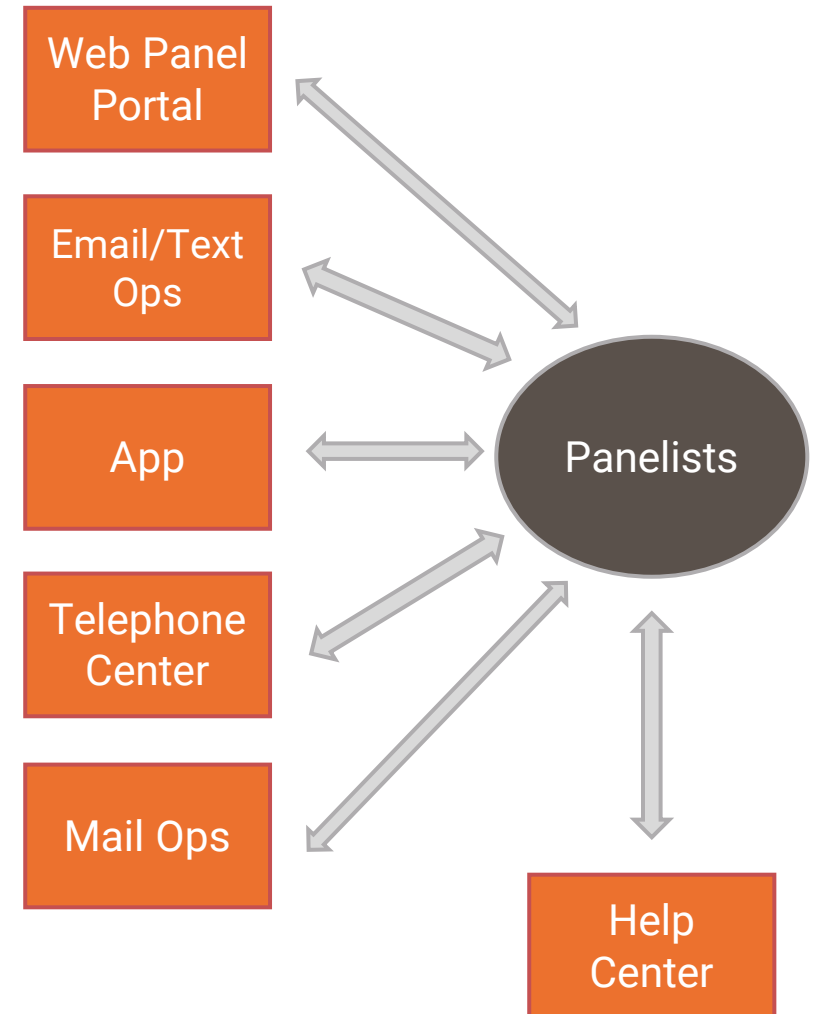 Web Panel
Portal
Email/Text
Ops
App
Panelists
Telephone
Center
Mail Ops
Help
Center